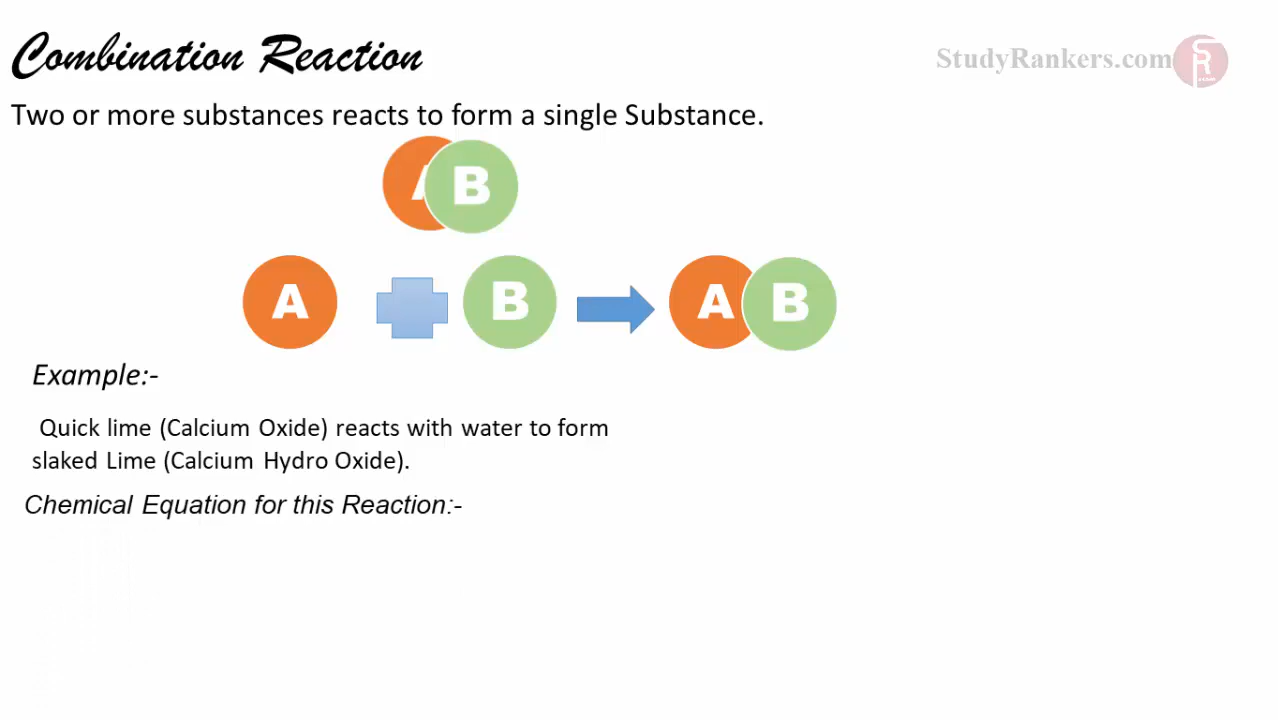 Combination Reaction
StudyRankers.com
SR
Two or more substances reacts to form a single Substance.
A B
A B A B
Example:-
Quick lime (Calcium Oxide) reacts with water to form
slaked Lime (Calcium Hydro Oxide).
Chemical Equation for this Reaction:-